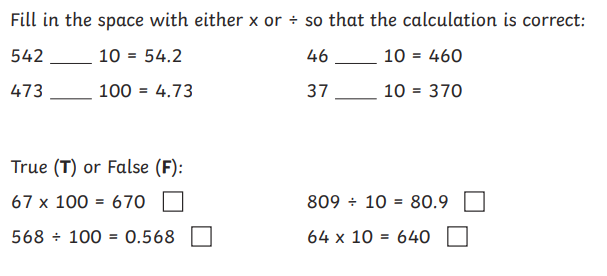 Fill in the space with either x or ÷ so that the calculation is correct:
542 ____ 10 = 54.2    46 ____ 10 = 460
473 ____ 100 = 4.73    37 ____ 10 = 370
True (T) or False (F):
67 x 100 = 670 □    809 ÷ 10 = 80.9 □
568 ÷ 100 = 0.568 □    64 x 10 = 640 □